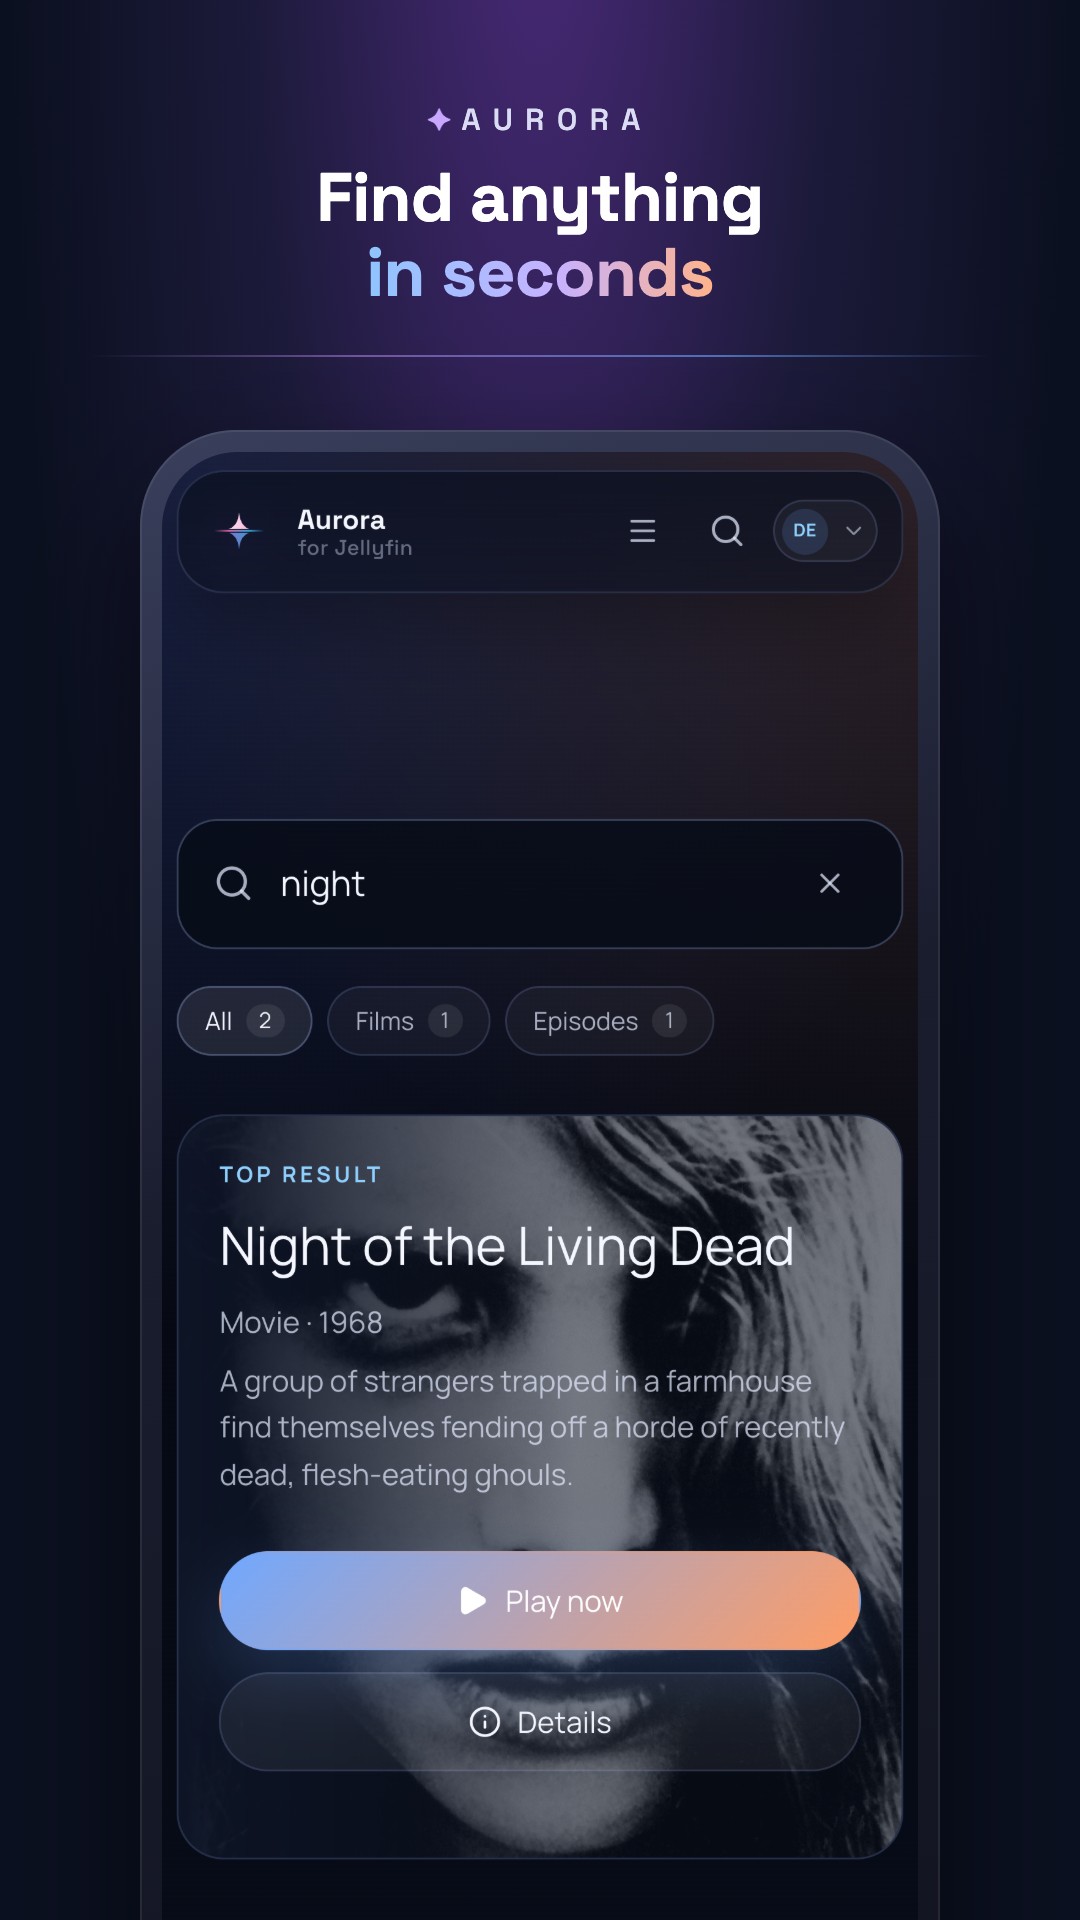 AURORA
Find anything
in seconds
Aurora
for Jellyfin
DE
night
All 2
Films 1
Episodes 1
TOP RESULT
Night of the Living Dead
Movie · 1968
A group of strangers trapped in a farmhouse
find themselves fending off a horde of recently
dead, flesh-eating ghouls.
Play now
Details